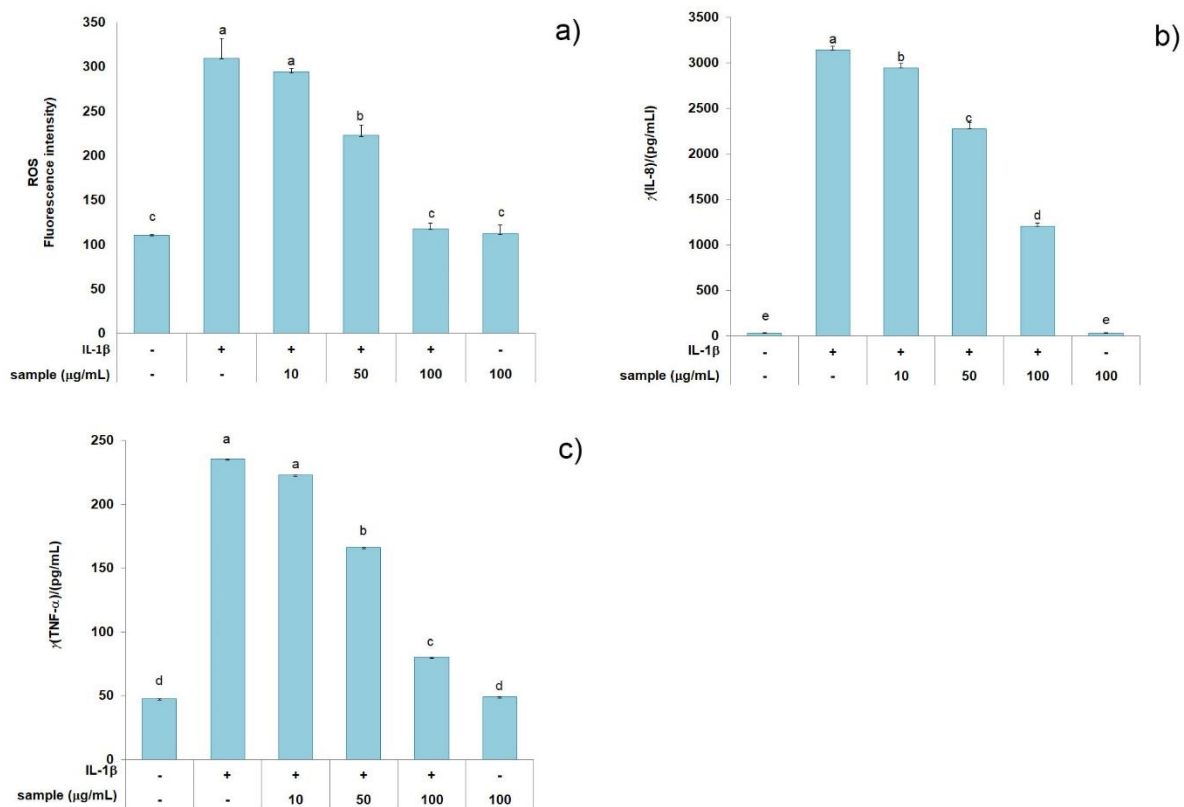 a)
ROS
Fluorescence intensity)
350
300
250
200
150
100
50
0
c a a b c c
IL-1β - + + + + -
sample (μg/mL) - - 10 50 100 100
b)
γ(IL-8)/(pg/mLl)
3500
3000
2500
2000
1500
1000
500
0
e a b c d e
IL-1β - + + + + -
sample (μg/mL) - - 10 50 100 100
c)
γ(TNF-α)/(pg/mL)
250
200
150
100
50
0
d a a b c d
IL-1β - + + + + -
sample (μg/mL) - - 10 50 100 100